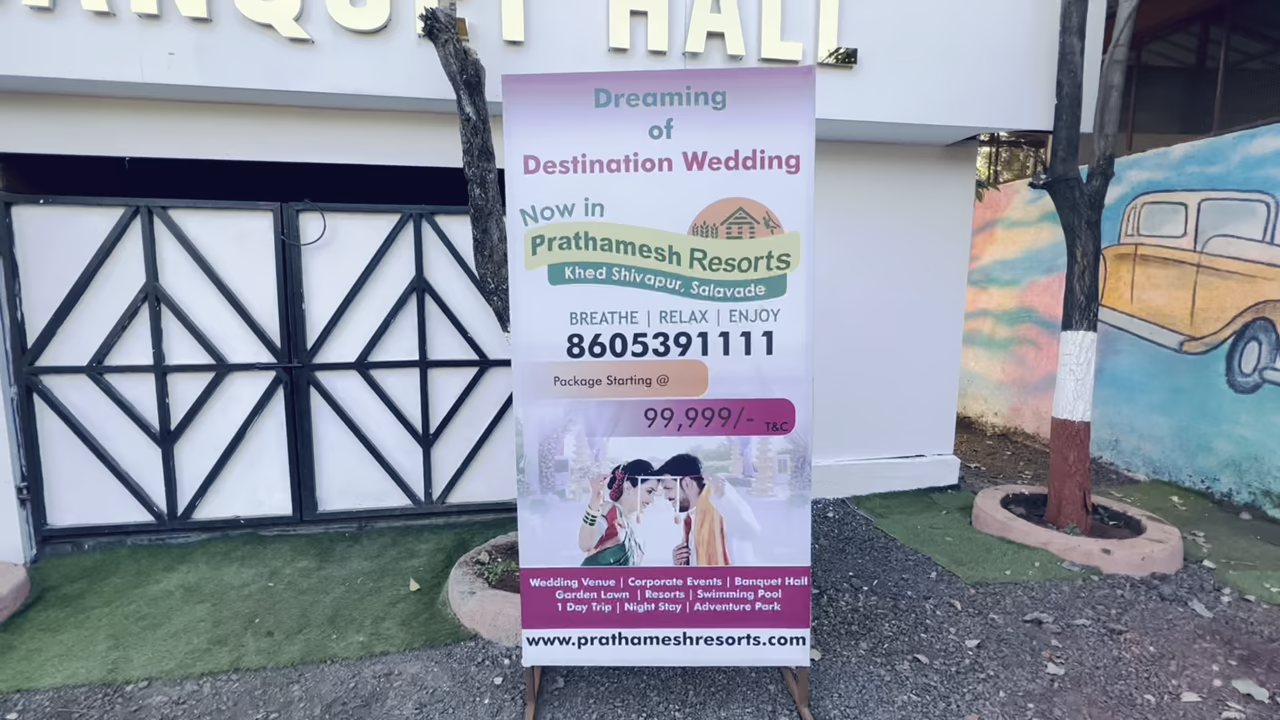 BANQUET HALL
Dreaming
of
Destination Wedding
Now in
Prathamesh Resorts
Khed Shivapur, Salavade
BREATHE | RELAX | ENJOY
8605391111
Package Starting @
99,999/- T&C
Wedding Venue | Corporate Events | Banquet Hall
Garden Lawn | Resorts | Swimming Pool
1 Day Trip | Night Stay | Adventure Park
www.prathameshresorts.com